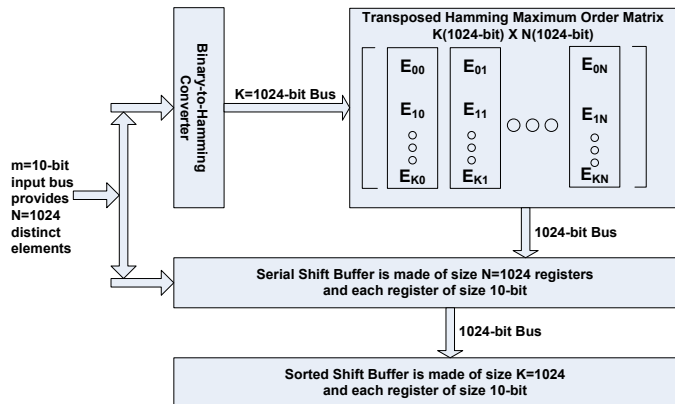 Transposed Hamming Maximum Order Matrix
K(1024-bit) X N(1024-bit)
Binary-to-Hamming
Converter
K=1024-bit Bus
E00 E01 E0N
E10 E11 E1N
EK0 EK1 EKN
m=10-bit
input bus
provides
N=1024
distinct
elements
1024-bit Bus
Serial Shift Buffer is made of size N=1024 registers
and each register of size 10-bit
1024-bit Bus
Sorted Shift Buffer is made of size K=1024
and each register of size 10-bit